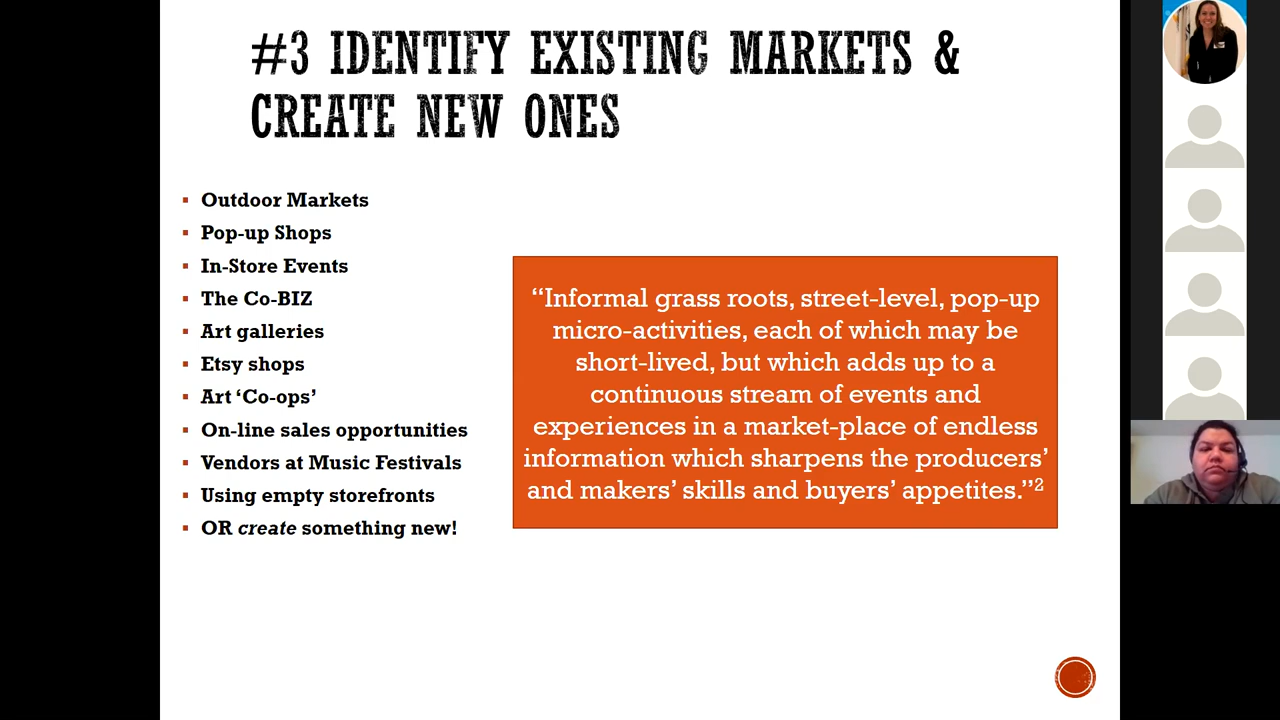 #3 IDENTIFY EXISTING MARKETS &
CREATE NEW ONES
Outdoor Markets
Pop-up Shops
In-Store Events
The Co-BIZ
Art galleries
Etsy shops
Art ‘Co-ops’
On-line sales opportunities
Vendors at Music Festivals
Using empty storefronts
OR create something new!
“Informal grass roots, street-level, pop-up
micro-activities, each of which may be
short-lived, but which adds up to a
continuous stream of events and
experiences in a market-place of endless
information which sharpens the producers’
and makers’ skills and buyers’ appetites.”2